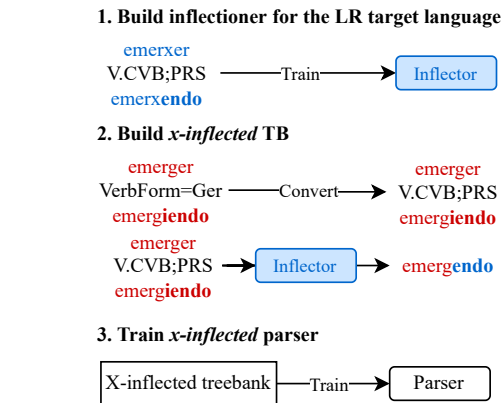 1. Build inflectioner for the LR target language
emerxer
V.CVB;PRS Train Inflector
emerxendo
2. Build x-inflected TB
emerger emerger
VerbForm=Ger Convert V.CVB;PRS
emergiendo emergiendo
emerger
V.CVB;PRS Inflector emergendo
emergiendo
3. Train x-inflected parser
X-inflected treebank Train Parser